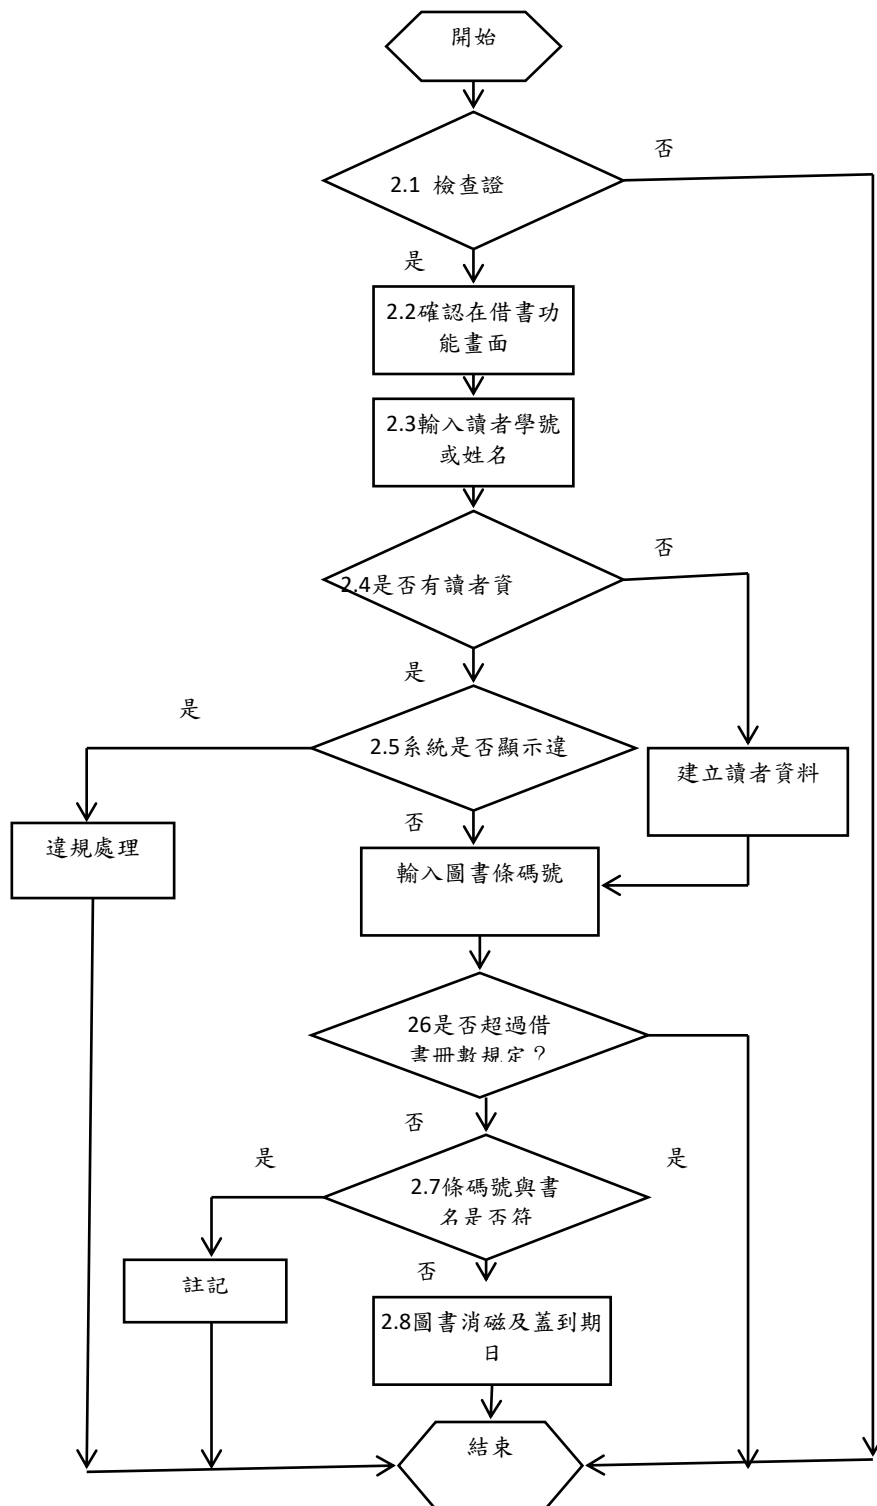 開始
否
2.1 檢查證
是
2.2確認在借書功
能畫面
2.3輸入讀者學號
或姓名
否
2.4是否有讀者資
是
是
2.5系統是否顯示違
建立讀者資料
否
違規處理
輸入圖書條碼號
26是否超過借
書冊數規定？
否
是
是
2.7條碼號與書
名是否符
否
註記
2.8圖書消磁及蓋到期
日
結束